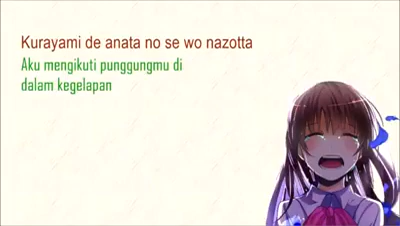 Kurayami de anata no se wo nazotta
Aku mengikuti punggungmu di
dalam kegelapan